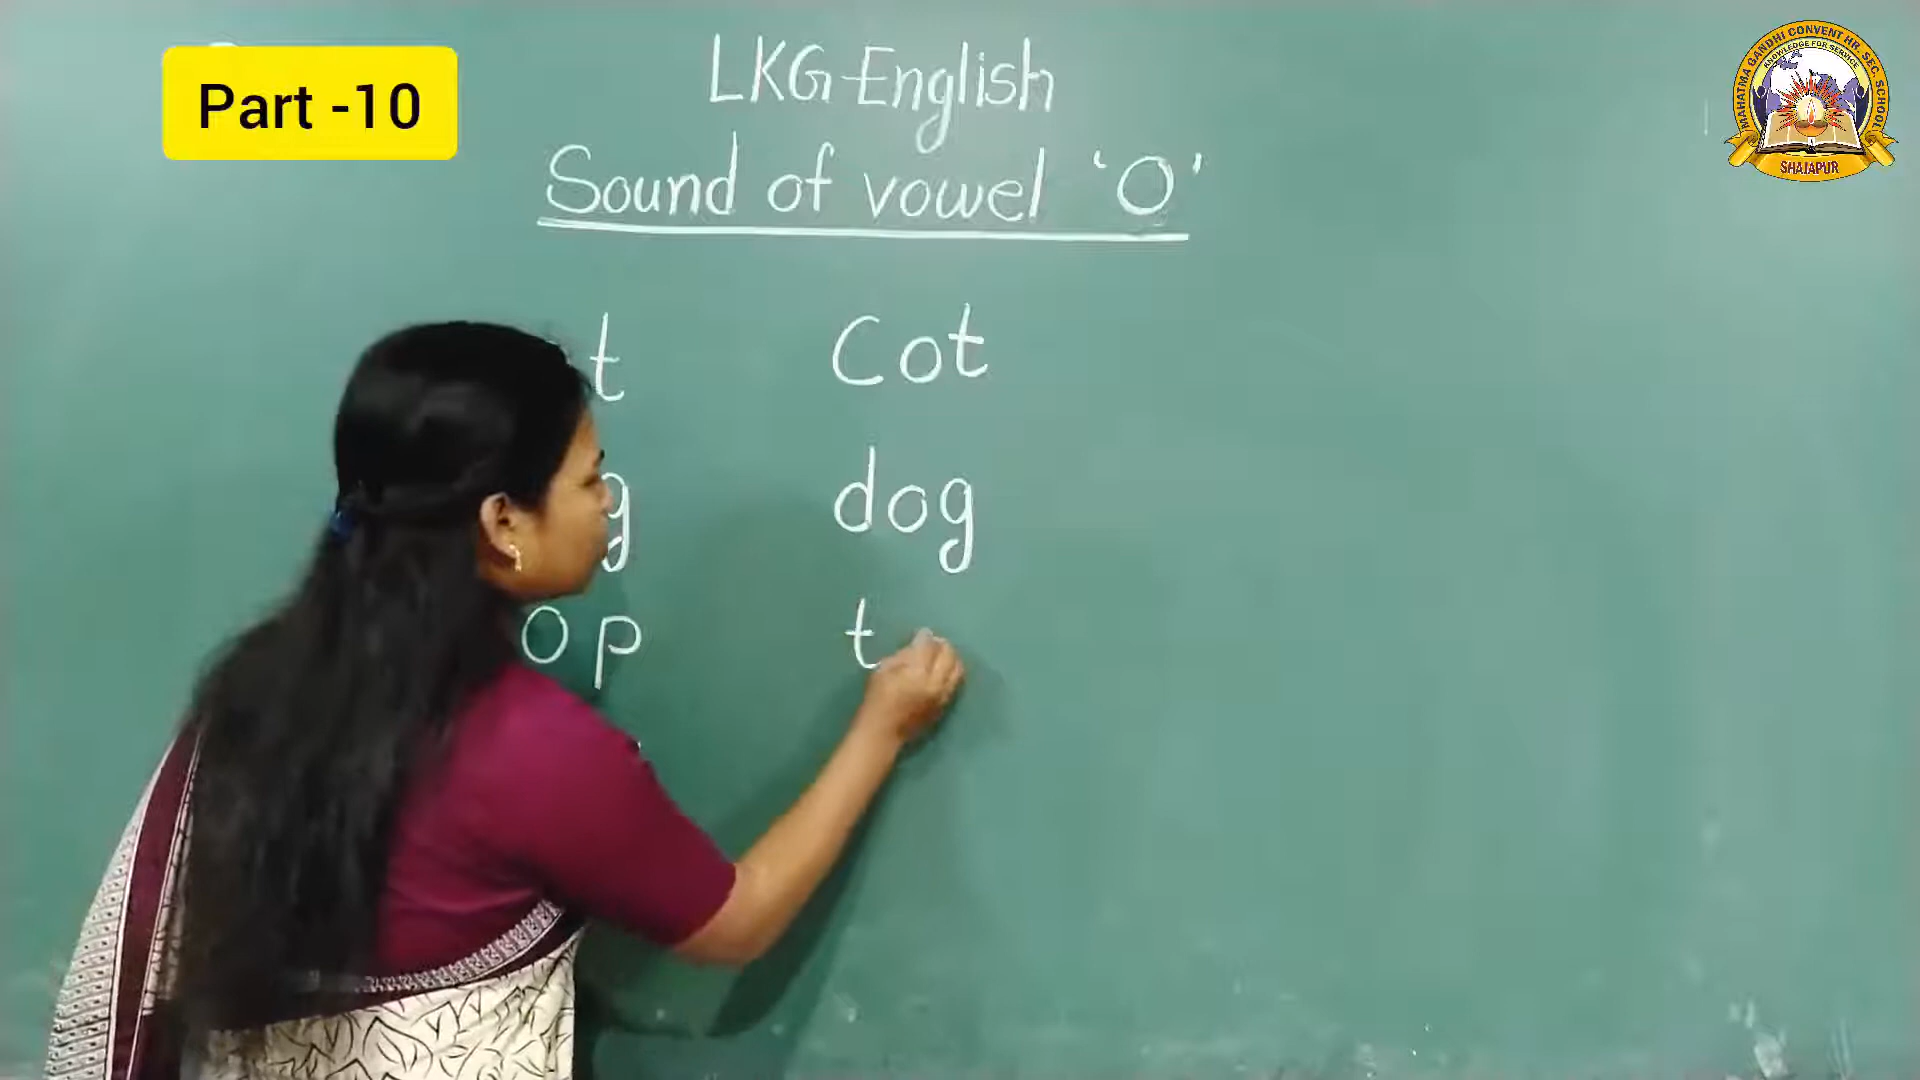 Part -10
LKG English
Sound of vowel 'O'
t Cot
g dog
o p t
MAHATMA GANDHI CONVENT HR. SEC. SCHOOL
KNOWLEDGE FOR SERVICE
SHAJAPUR